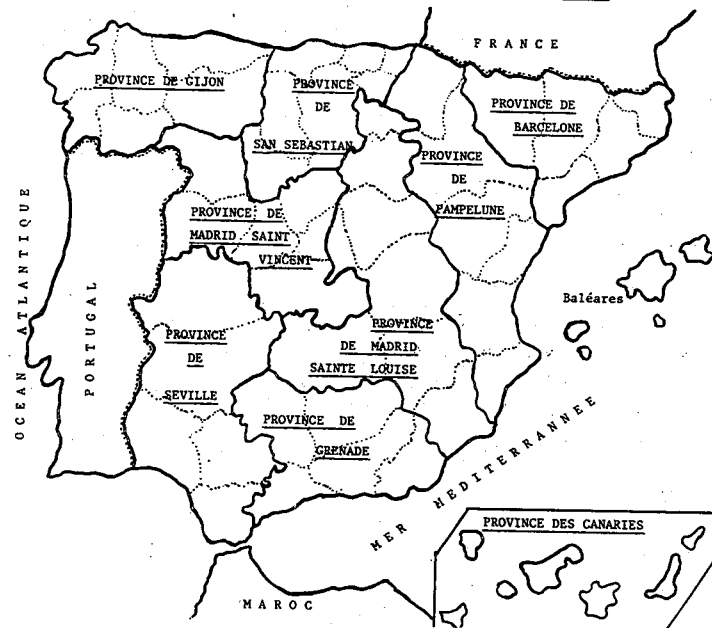 FRANCE
PROVINCE DE GIJON
PROVINCE
DE
SAN SEBASTIAN
PROVINCE DE
BARCELONE
PROVINCE
DE
PAMPELUNE
PROVINCE DE
MADRID SAINT
VINCENT
OCEAN ATLANTIQUE
PORTUGAL
Baléares
PROVINCE
DE
SEVILLE
PROVINCE
DE MADRID
SAINTE LOUISE
PROVINCE DE
GRENADE
MER MEDITERRANNEE
PROVINCE DES CANARIES
MAROC